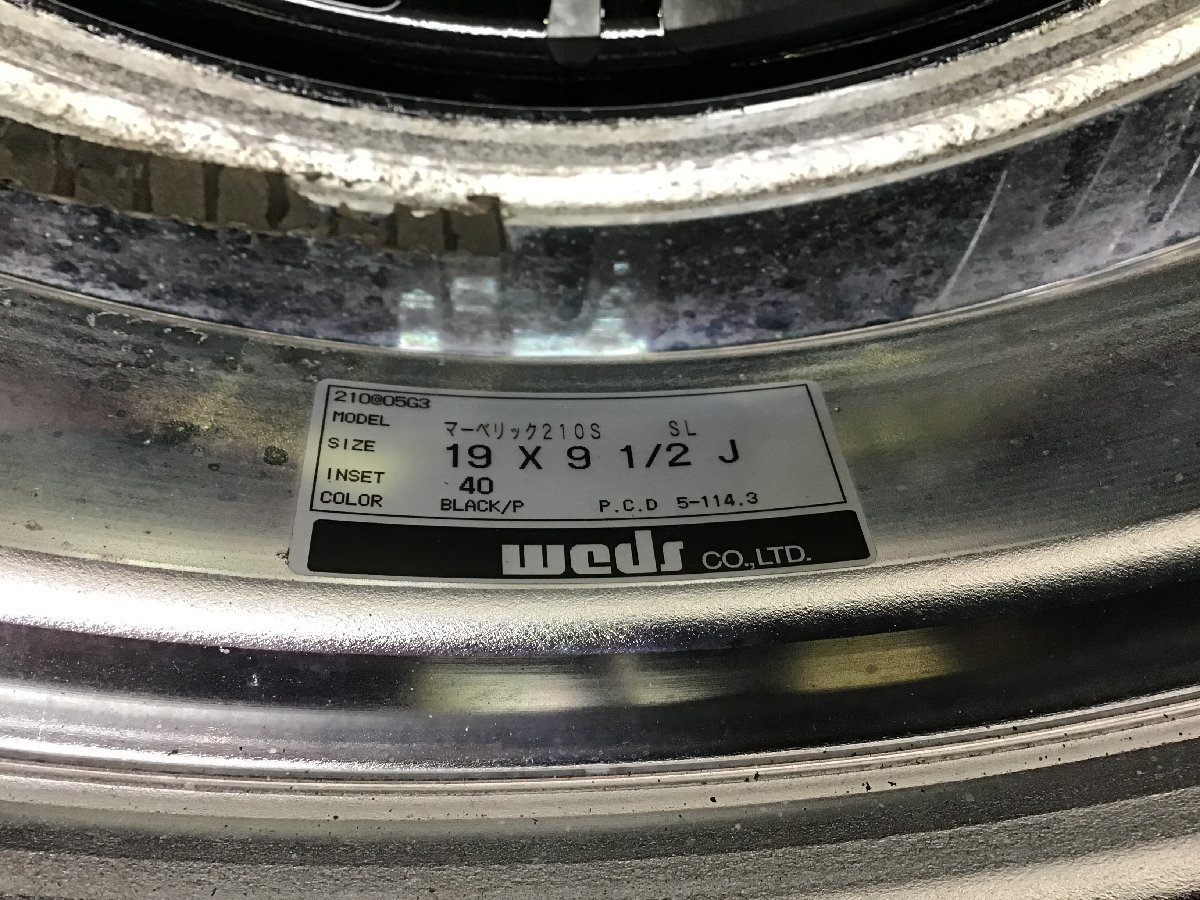 210@05G3
MODEL マーベリック210S SL
SIZE 19 X 9 1/2 J
INSET 40
COLOR BLACK/P P.C.D 5-114.3
weds CO.,LTD.